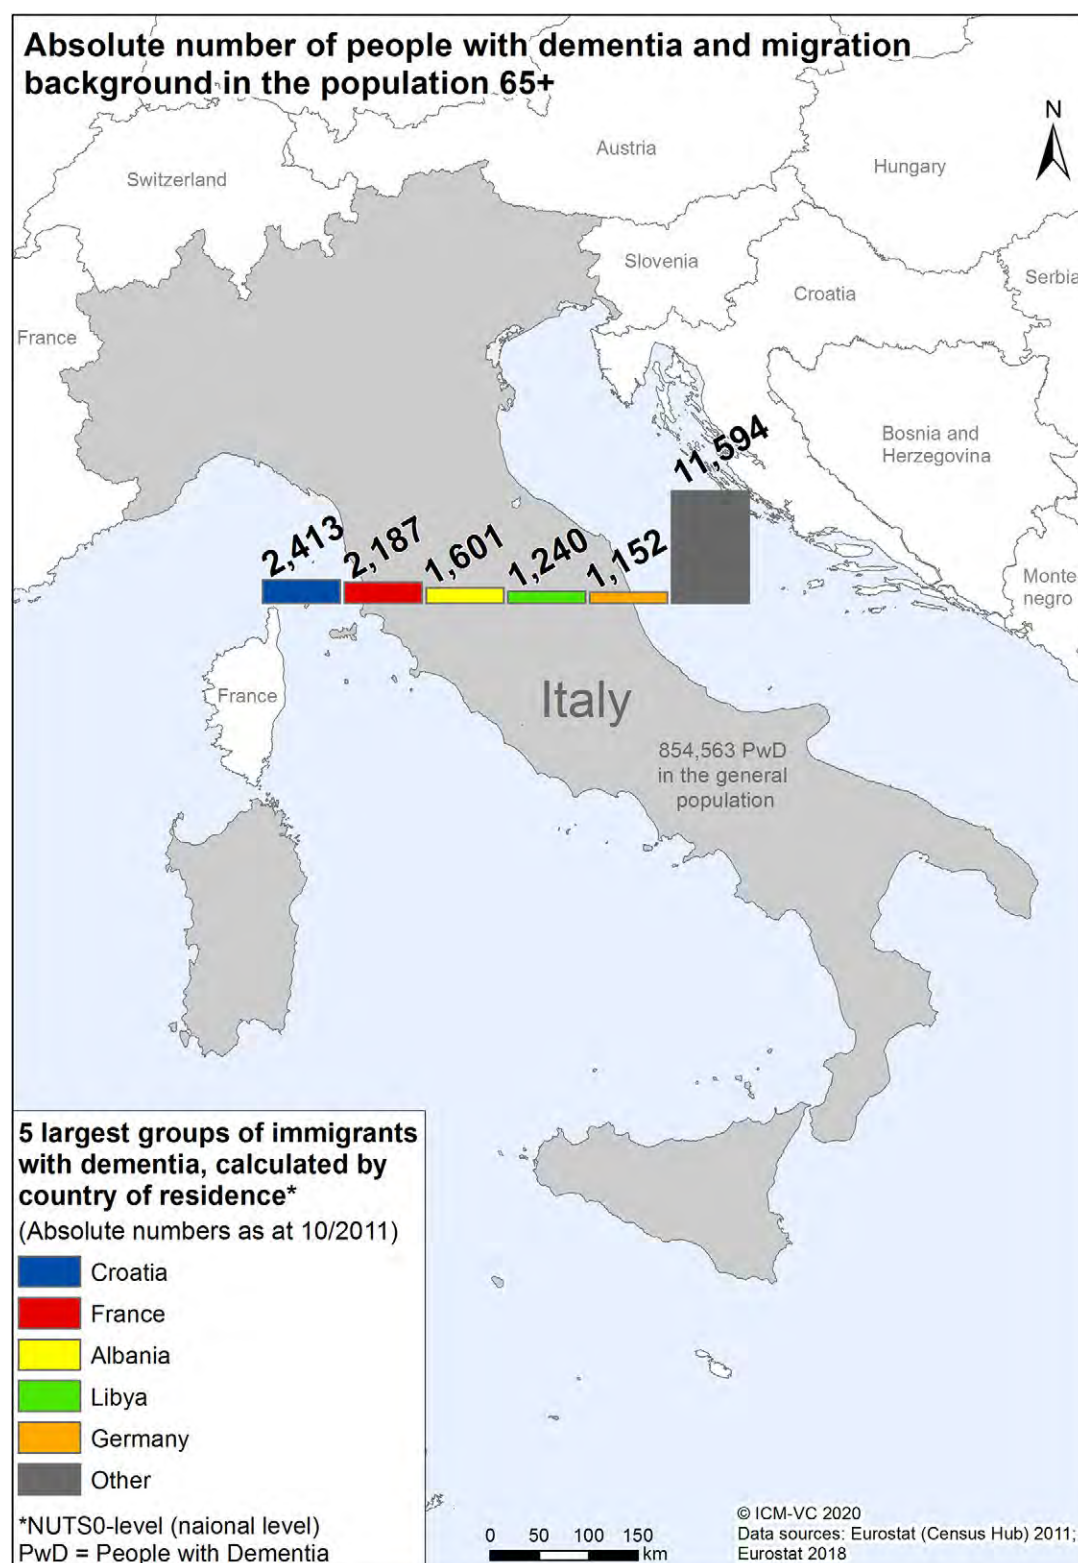 Absolute number of people with dementia and migration
background in the population 65+
N
Austria
Hungary
Switzerland
Slovenia
Serbia
Croatia
France
Bosnia and
Herzegovina
11,594
2,413
2,187
1,601
1,240
1,152
Monte
negro
France
Italy
854,563 PwD
in the general
population
5 largest groups of immigrants
with dementia, calculated by
country of residence*
(Absolute numbers as at 10/2011)
Croatia
France
Albania
Libya
Germany
Other
*NUTS0-level (naional level)
PwD = People with Dementia
0 50 100 150
km
© ICM-VC 2020
Data sources: Eurostat (Census Hub) 2011;
Eurostat 2018